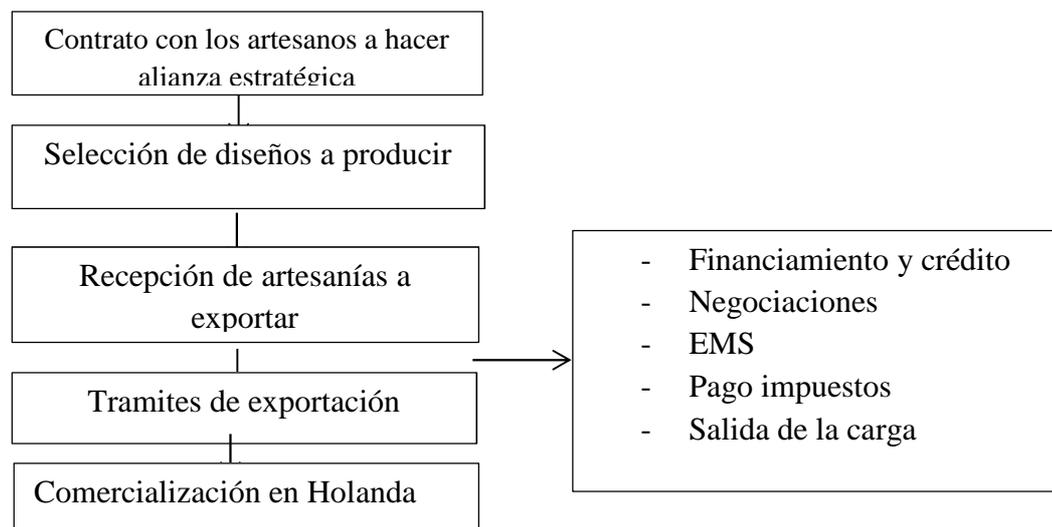 Contrato con los artesanos a hacer
alianza estratégica
Selección de diseños a producir
Recepción de artesanías a
exportar
Tramites de exportación
Comercialización en Holanda
- Financiamiento y crédito
- Negociaciones
- EMS
- Pago impuestos
- Salida de la carga